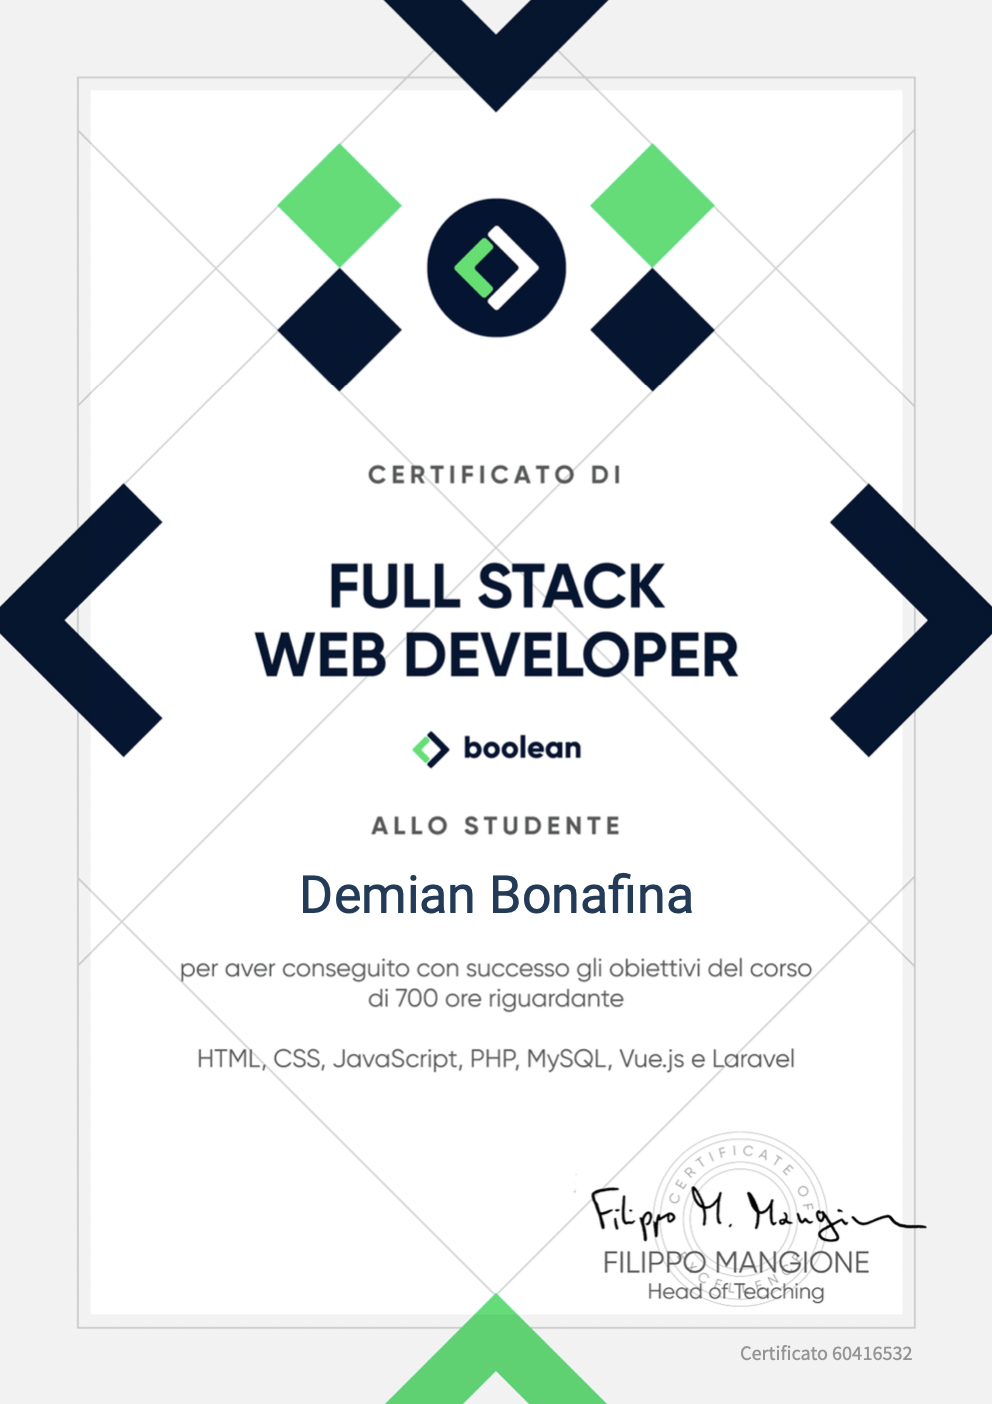 CERTIFICATO DI
FULL STACK
WEB DEVELOPER
boolean
ALLO STUDENTE
Demian Bonafina
per aver conseguito con successo gli obiettivi del corso
di 700 ore riguardante
HTML, CSS, JavaScript, PHP, MySQL, Vue.js e Laravel
CERTIFICATE OF
EXCELLENCE
Filippo M. Mangione
FILIPPO MANGIONE
Head of Teaching
Certificato 60416532